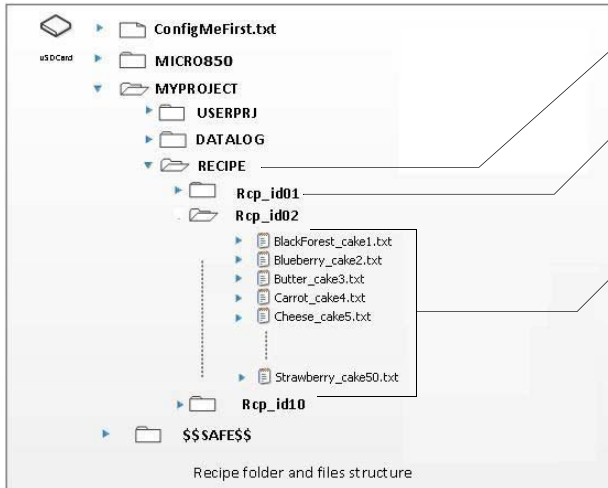 ConfigMeFirst.txt
uSDCard
MICRO850
MYPROJECT
USERPRJ
DATALOG
RECIPE
Rcp_id01
Rcp_id02
BlackForest_cake1.txt
Blueberry_cake2.txt
Butter_cake3.txt
Carrot_cake4.txt
Cheese_cake5.txt
Strawberry_cake50.txt
Rcp_id10
$$SAFE$$
Recipe folder and files structure